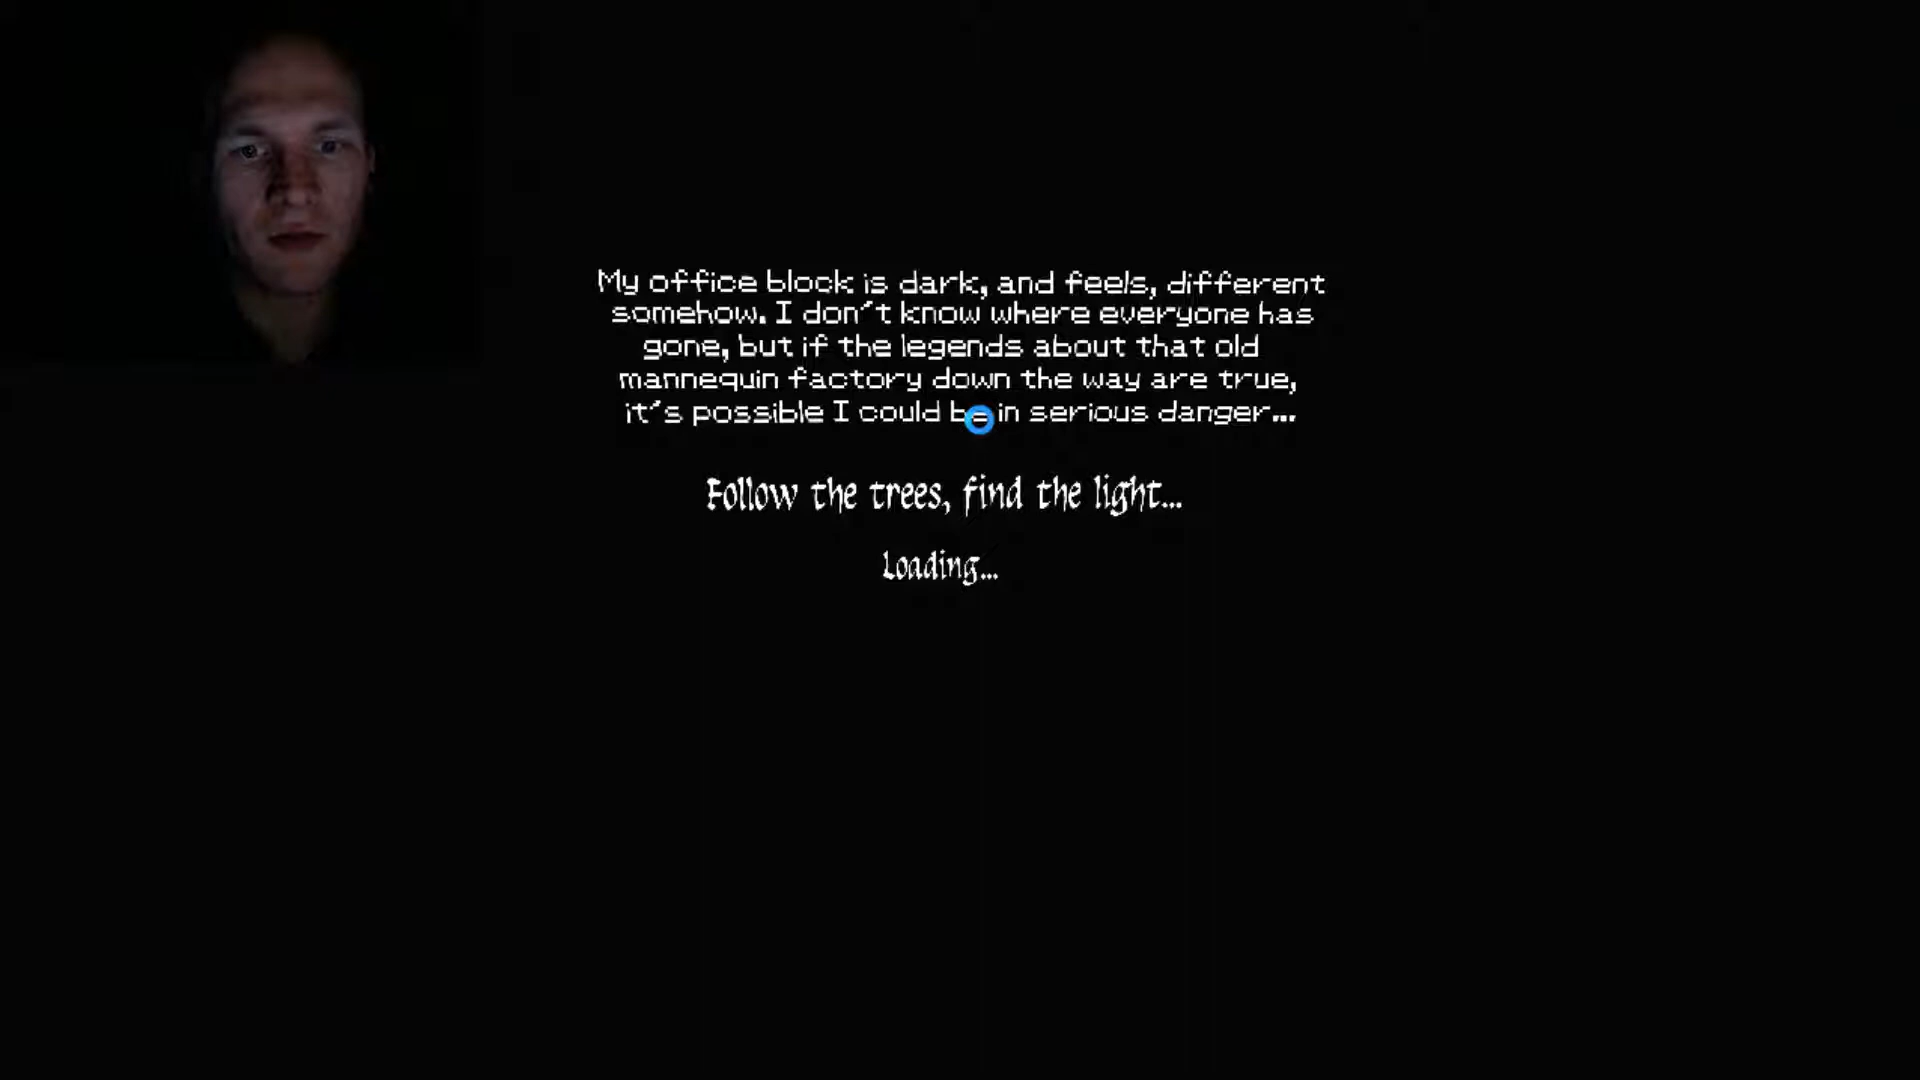 My office block is dark, and feels, different
somehow. I don't know where everyone has
gone, but if the legends about that old
mannequin factory down the way are true,
it's possible I could be in serious danger...
Follow the trees, find the light...
Loading...